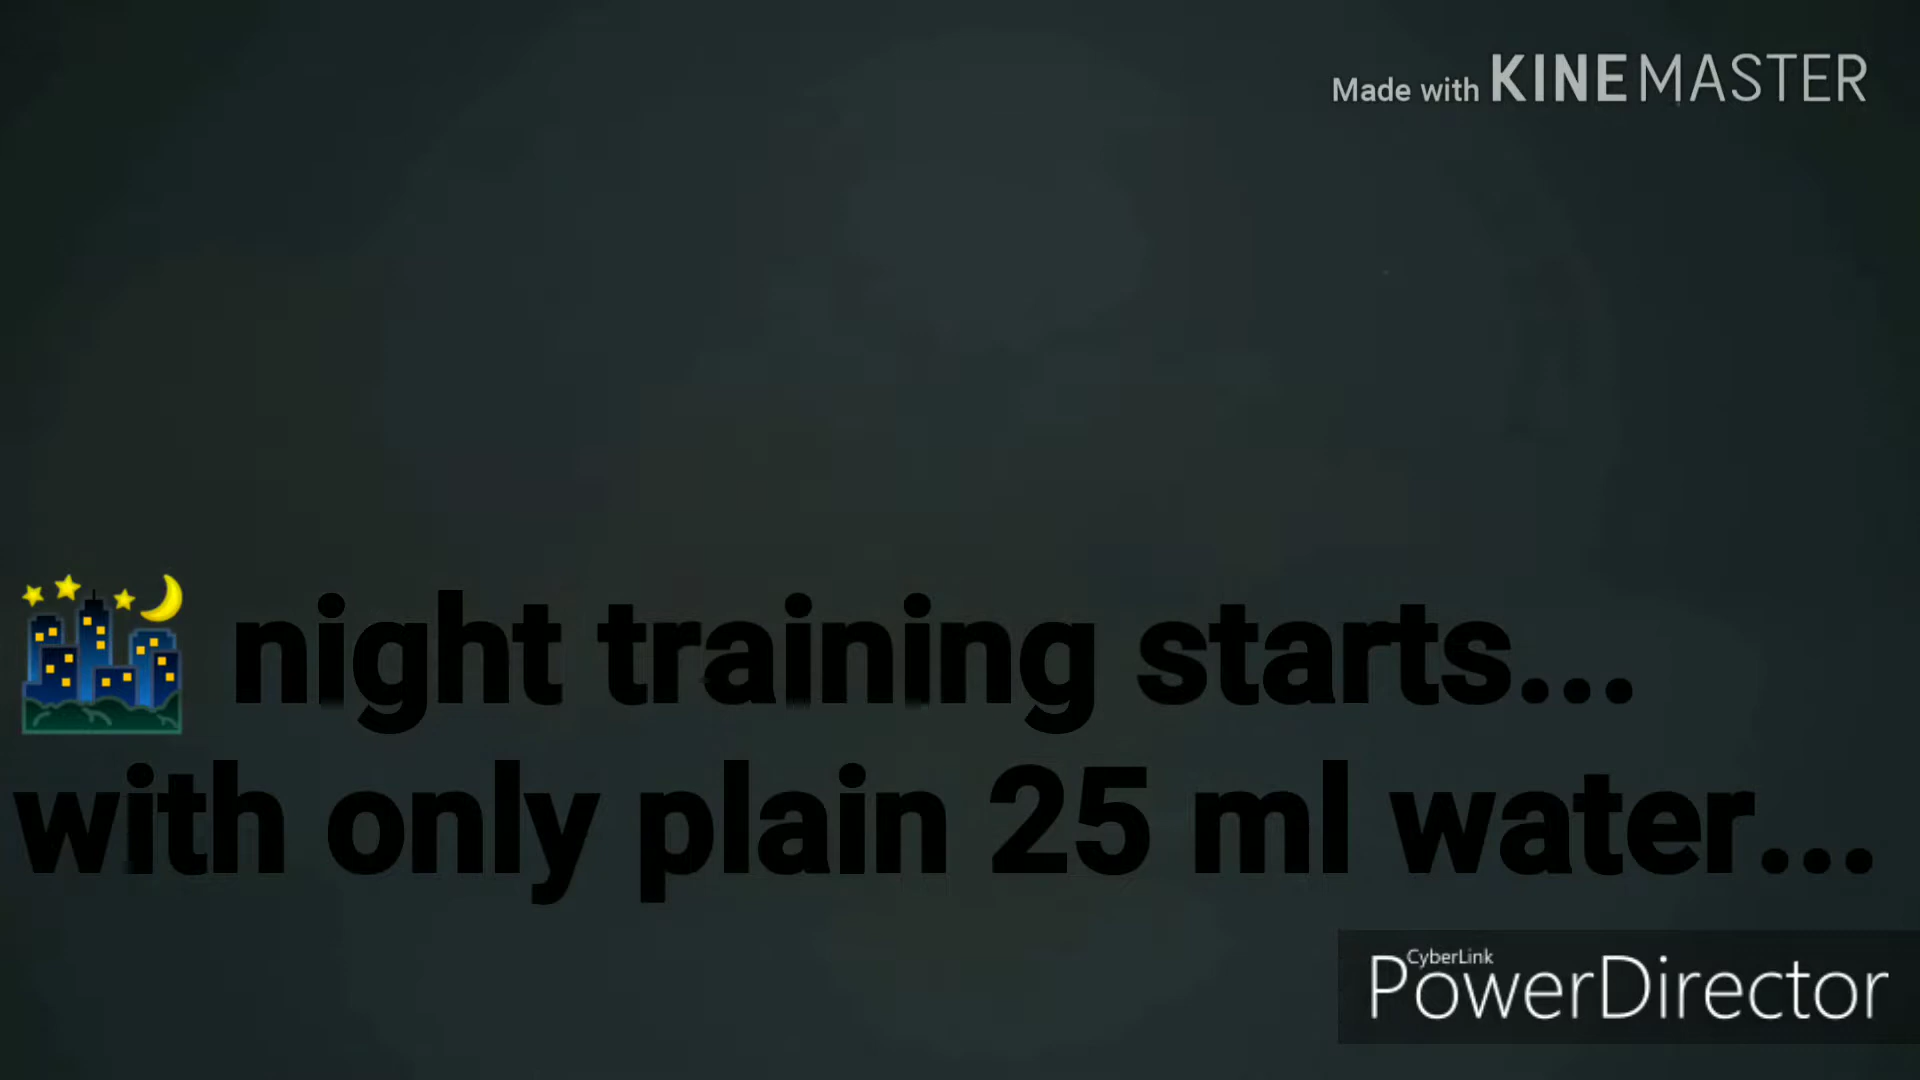 Made with KINEMASTER
🌃 night training starts...
with only plain 25 ml water...
CyberLink
PowerDirector